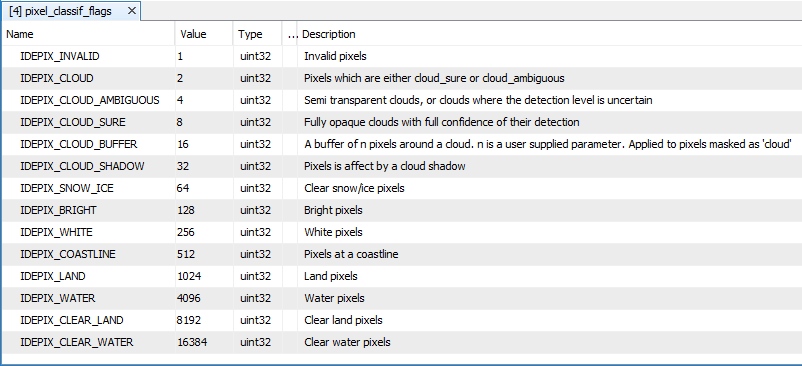 [4] pixel_classif_flags ×
Name Value Type ... Description
IDEPIX_INVALID 1 uint32 Invalid pixels
IDEPIX_CLOUD 2 uint32 Pixels which are either cloud_sure or cloud_ambiguous
IDEPIX_CLOUD_AMBIGUOUS 4 uint32 Semi transparent clouds, or clouds where the detection level is uncertain
IDEPIX_CLOUD_SURE 8 uint32 Fully opaque clouds with full confidence of their detection
IDEPIX_CLOUD_BUFFER 16 uint32 A buffer of n pixels around a cloud. n is a user supplied parameter. Applied to pixels masked as 'cloud'
IDEPIX_CLOUD_SHADOW 32 uint32 Pixels is affect by a cloud shadow
IDEPIX_SNOW_ICE 64 uint32 Clear snow/ice pixels
IDEPIX_BRIGHT 128 uint32 Bright pixels
IDEPIX_WHITE 256 uint32 White pixels
IDEPIX_COASTLINE 512 uint32 Pixels at a coastline
IDEPIX_LAND 1024 uint32 Land pixels
IDEPIX_WATER 4096 uint32 Water pixels
IDEPIX_CLEAR_LAND 8192 uint32 Clear land pixels
IDEPIX_CLEAR_WATER 16384 uint32 Clear water pixels